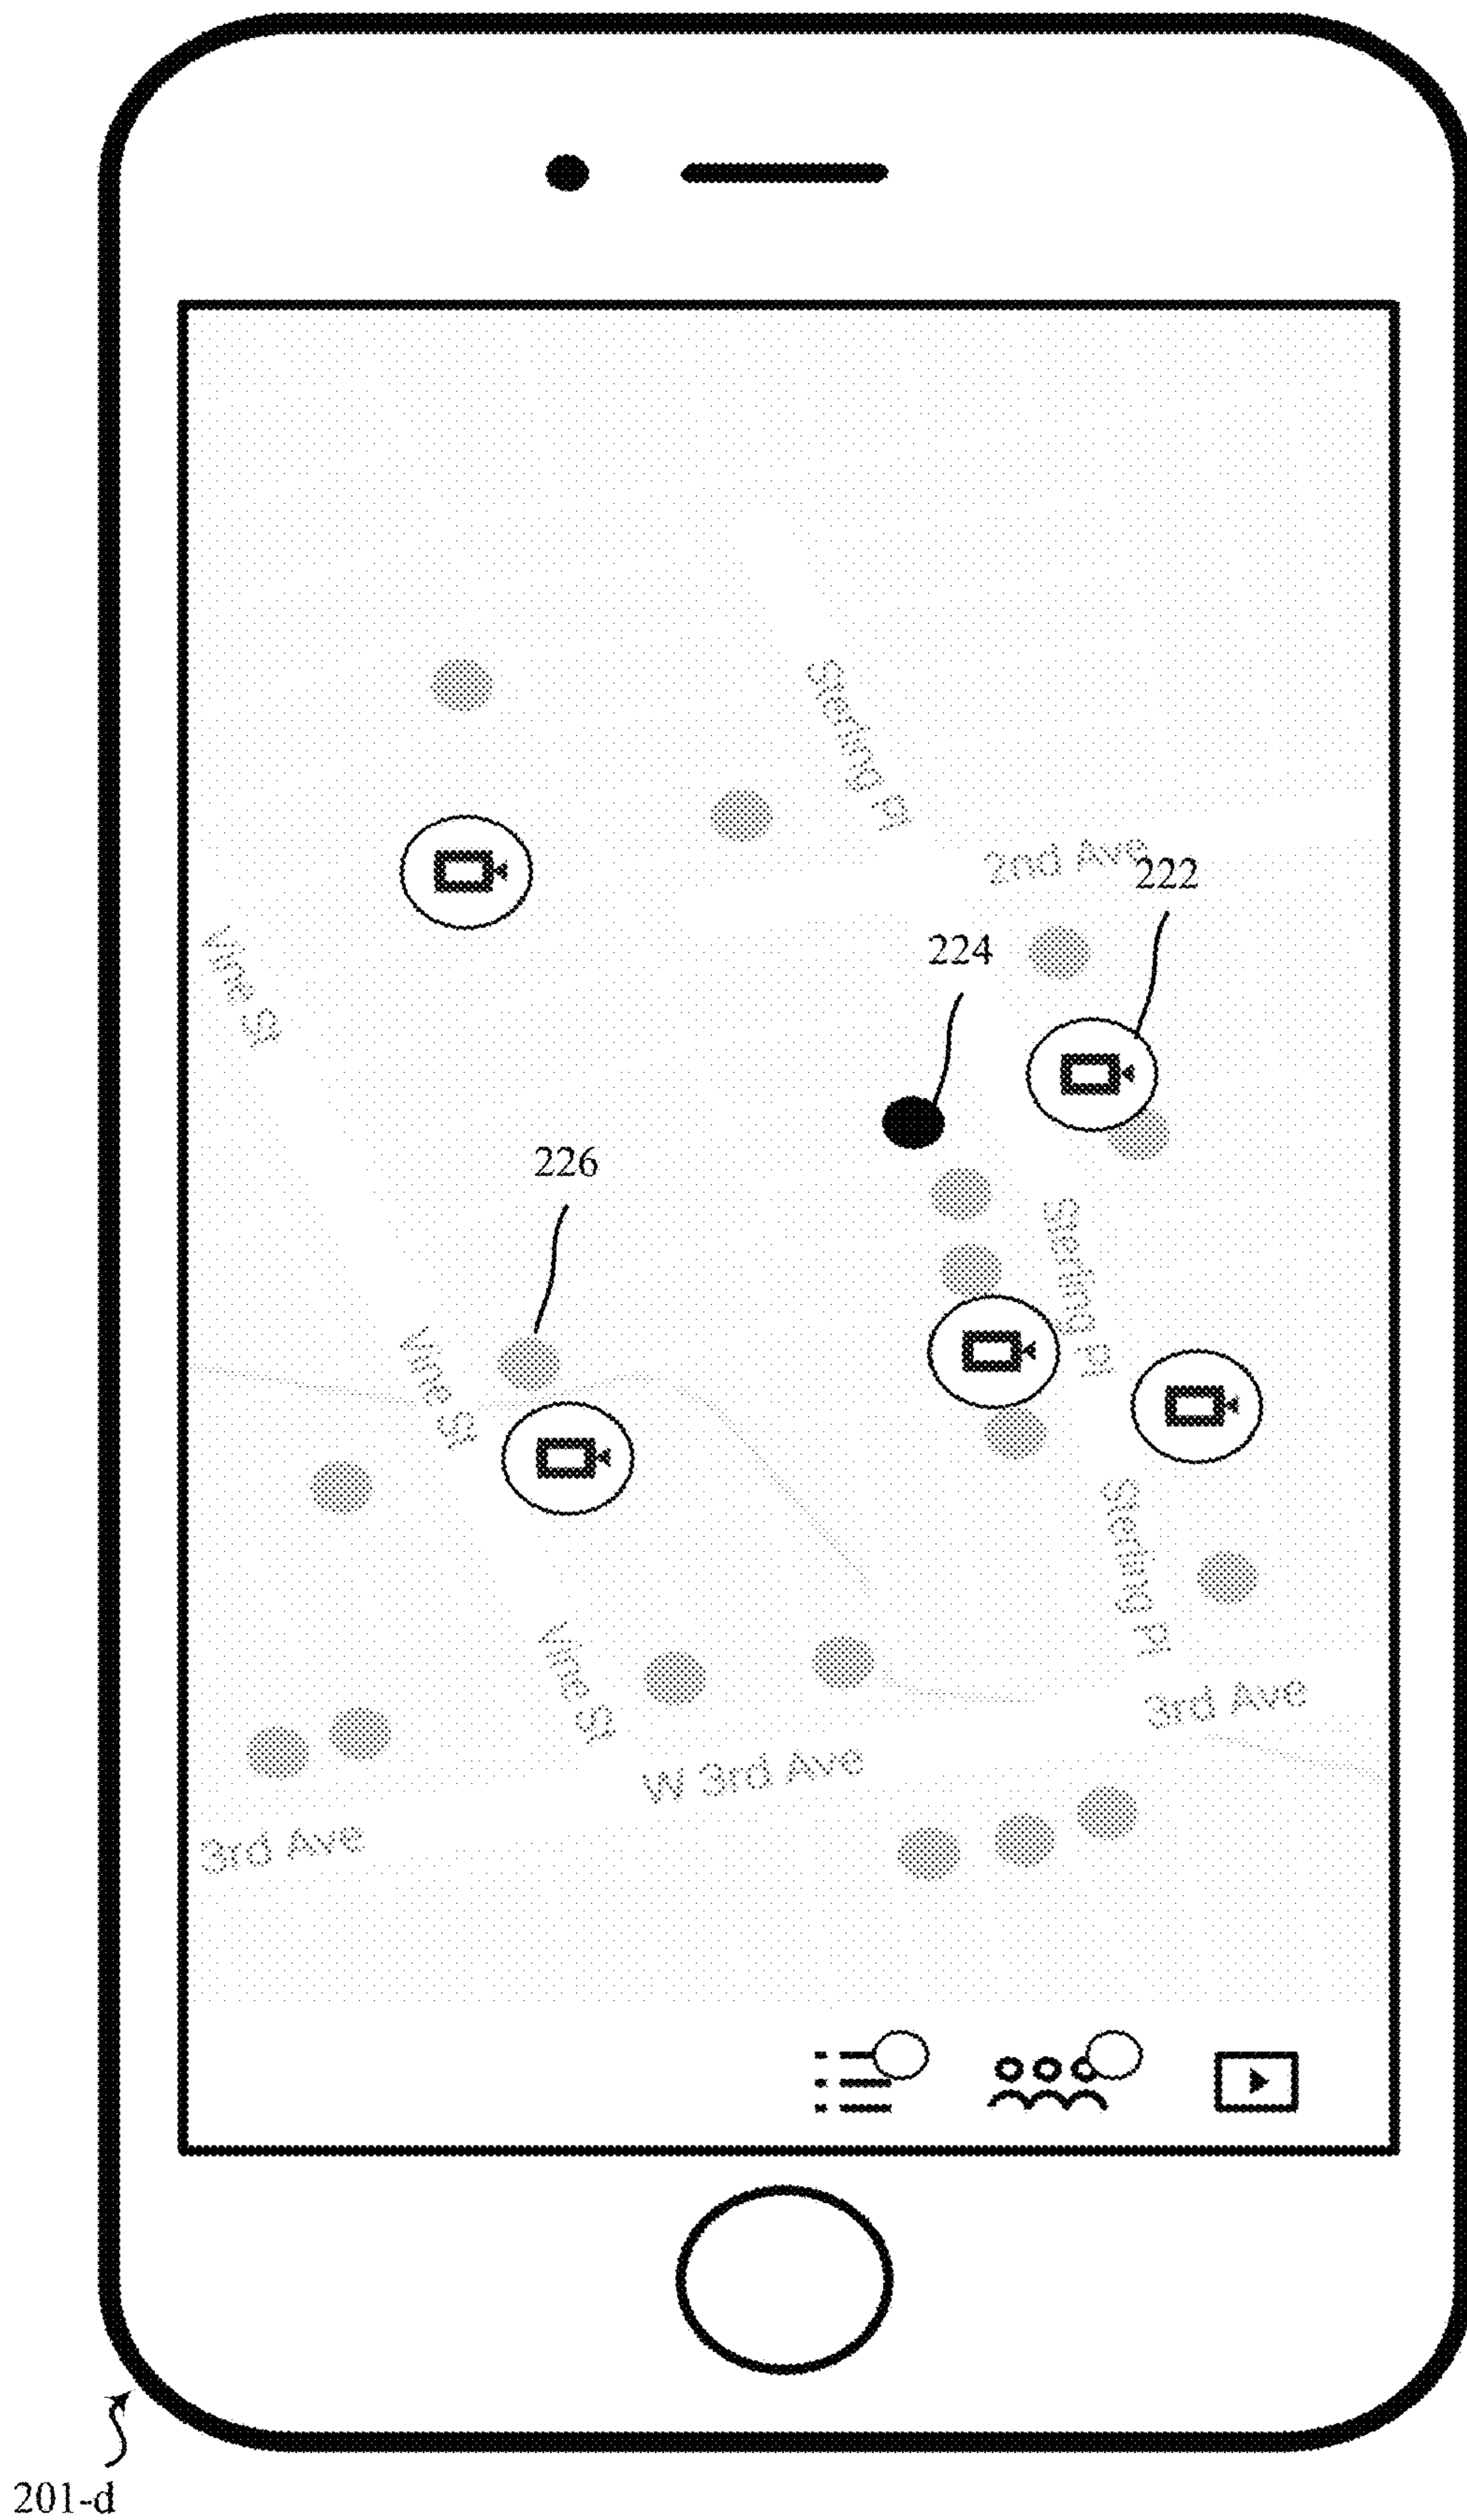 Sterling Pl
2nd Ave
222
Vine St
224
226
Sterling Pl
Vine St
Sterling Pl
Vine St
3rd Ave
W 3rd Ave
3rd Ave
201-d